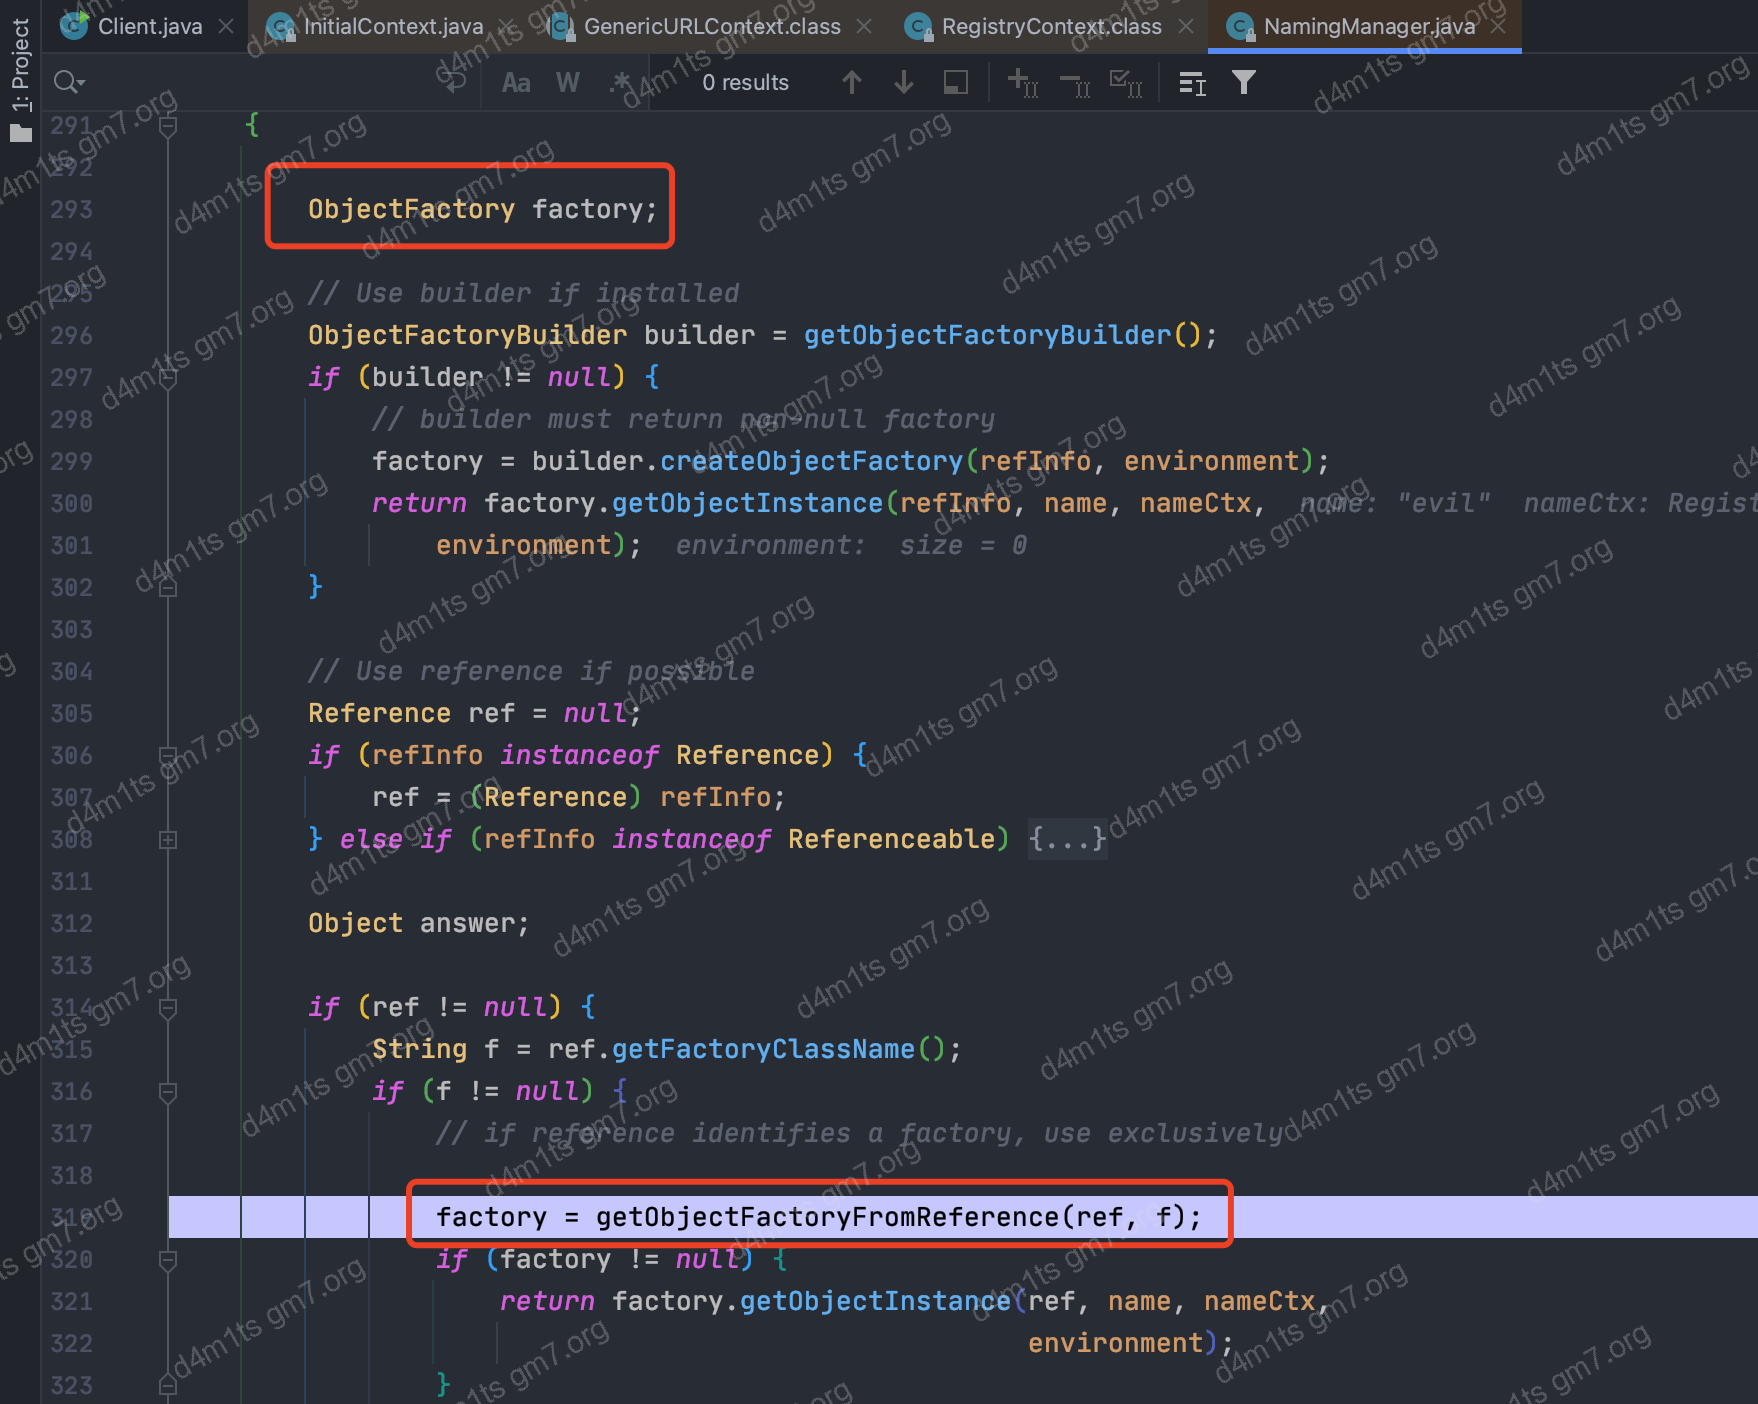 1: Project
Client.java InitialContext.java GenericURLContext.class RegistryContext.class NamingManager.java
Aa W .* 0 results
291 {
292
293 ObjectFactory factory;
294
295 // Use builder if installed
296 ObjectFactoryBuilder builder = getObjectFactoryBuilder();
297 if (builder != null) {
298 // builder must return non-null factory
299 factory = builder.createObjectFactory(refInfo, environment);
300 return factory.getObjectInstance(refInfo, name, nameCtx, name: "evil" nameCtx: Regist
301 environment); environment: size = 0
302 }
303
304 // Use reference if possible
305 Reference ref = null;
306 if (refInfo instanceof Reference) {
307 ref = (Reference) refInfo;
308 } else if (refInfo instanceof Referenceable) {...}
311
312 Object answer;
313
314 if (ref != null) {
315 String f = ref.getFactoryClassName();
316 if (f != null) {
317 // if reference identifies a factory, use exclusively
318
319 factory = getObjectFactoryFromReference(ref, f);
320 if (factory != null) {
321 return factory.getObjectInstance(ref, name, nameCtx,
322 environment);
323 }
d4m1ts gm7.org